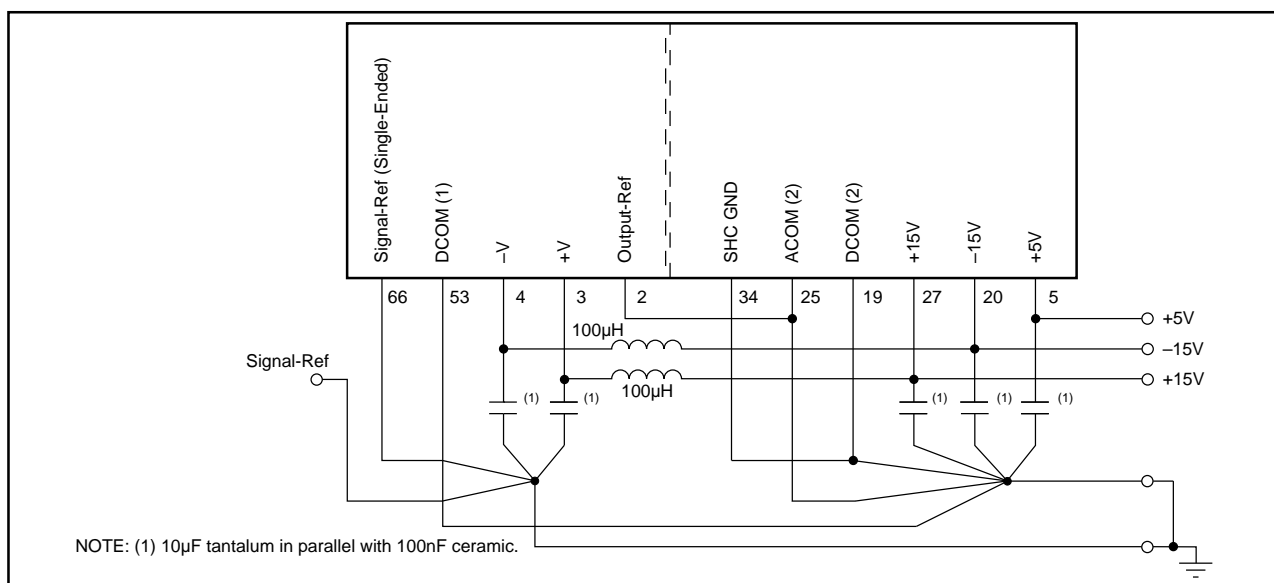 Signal-Ref (Single-Ended)
DCOM (1)
–V
+V
Output-Ref
SHC GND
ACOM (2)
DCOM (2)
+15V
–15V
+5V
66
53
4
3
2
34
25
19
27
20
5
+5V
100µH
–15V
Signal-Ref
+15V
100µH
(1)
(1)
(1)
(1)
(1)
NOTE: (1) 10µF tantalum in parallel with 100nF ceramic.